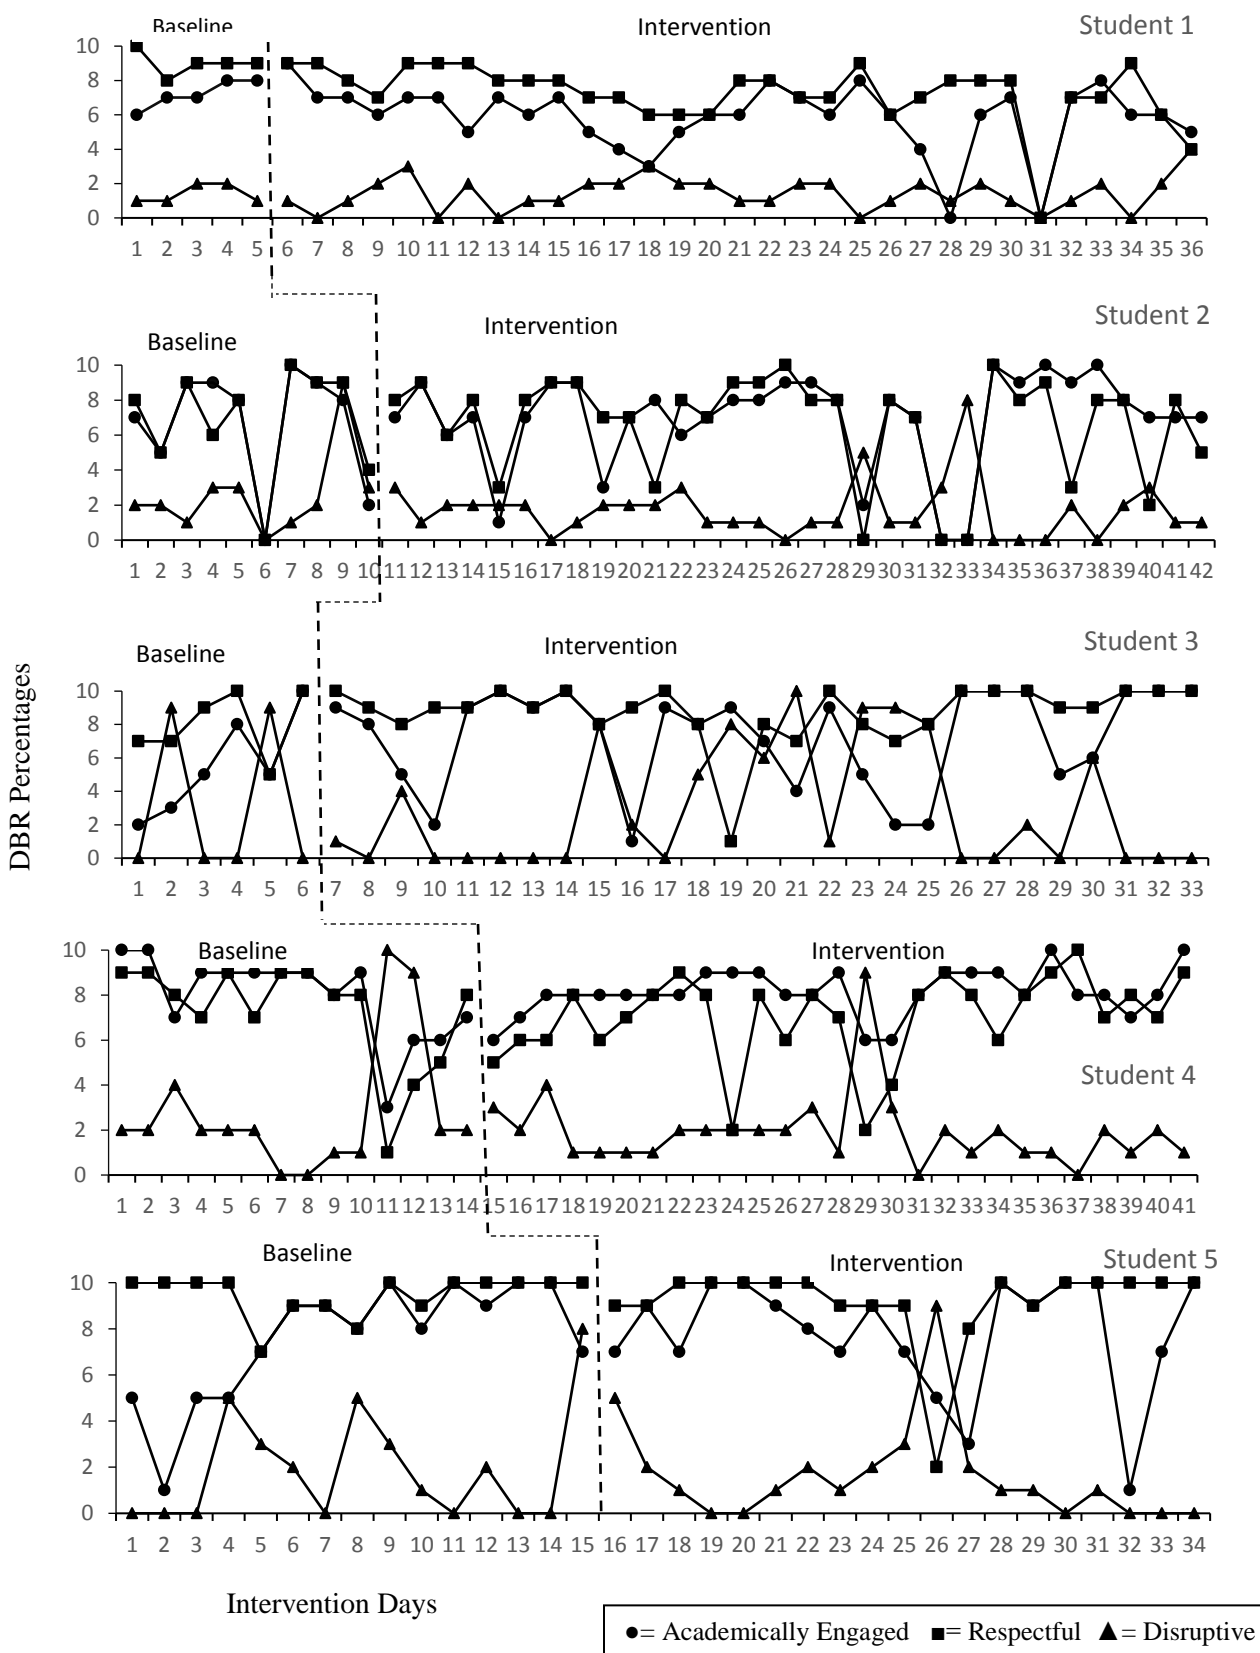 Baseline Intervention Student 1
10
8
6
4
2
0
1 2 3 4 5 6 7 8 9 10 11 12 13 14 15 16 17 18 19 20 21 22 23 24 25 26 27 28 29 30 31 32 33 34 35 36
Baseline Intervention Student 2
10
8
6
4
2
0
1 2 3 4 5 6 7 8 9 10 11 12 13 14 15 16 17 18 19 20 21 22 23 24 25 26 27 28 29 30 31 32 33 34 35 36 37 38 39 40 41 42
DBR Percentages
Baseline Intervention Student 3
10
8
6
4
2
0
1 2 3 4 5 6 7 8 9 10 11 12 13 14 15 16 17 18 19 20 21 22 23 24 25 26 27 28 29 30 31 32 33
Baseline Intervention
Student 4
10
8
6
4
2
0
1 2 3 4 5 6 7 8 9 10 11 12 13 14 15 16 17 18 19 20 21 22 23 24 25 26 27 28 29 30 31 32 33 34 35 36 37 38 39 40 41
Baseline Intervention Student 5
10
8
6
4
2
0
1 2 3 4 5 6 7 8 9 10 11 12 13 14 15 16 17 18 19 20 21 22 23 24 25 26 27 28 29 30 31 32 33 34
Intervention Days
●= Academically Engaged ■= Respectful ▲= Disruptive